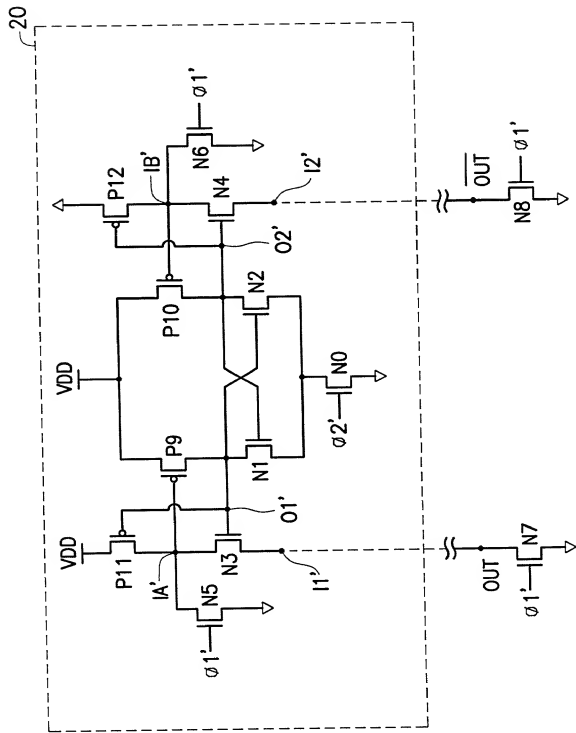 20
VDD
VDD
P11
P9
P10
P12
IA'
IB'
ø1'
N5
N3
O1'
N1
N2
O2'
N4
N6
ø1'
I1'
ø2'
N0
I2'
OUT
OUT
ø1'
N7
N8
ø1'